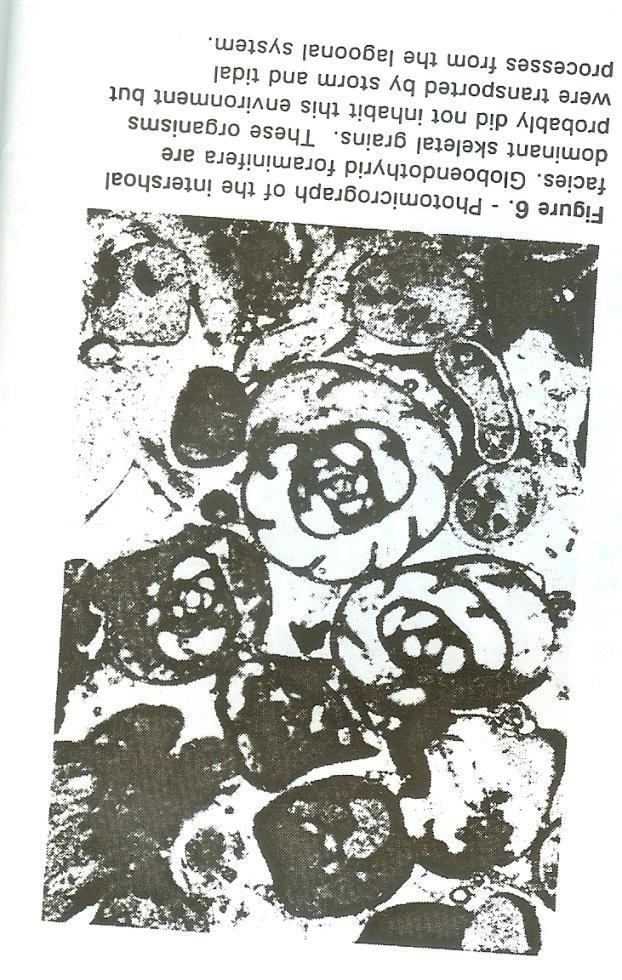 Figure 6. - Photomicrograph of the intershoal
facies. Globoendothyrid foraminifera are
dominant skeletal grains. These organisms
probably did not inhabit this environment but
were transported by storm and tidal
processes from the lagoonal system.